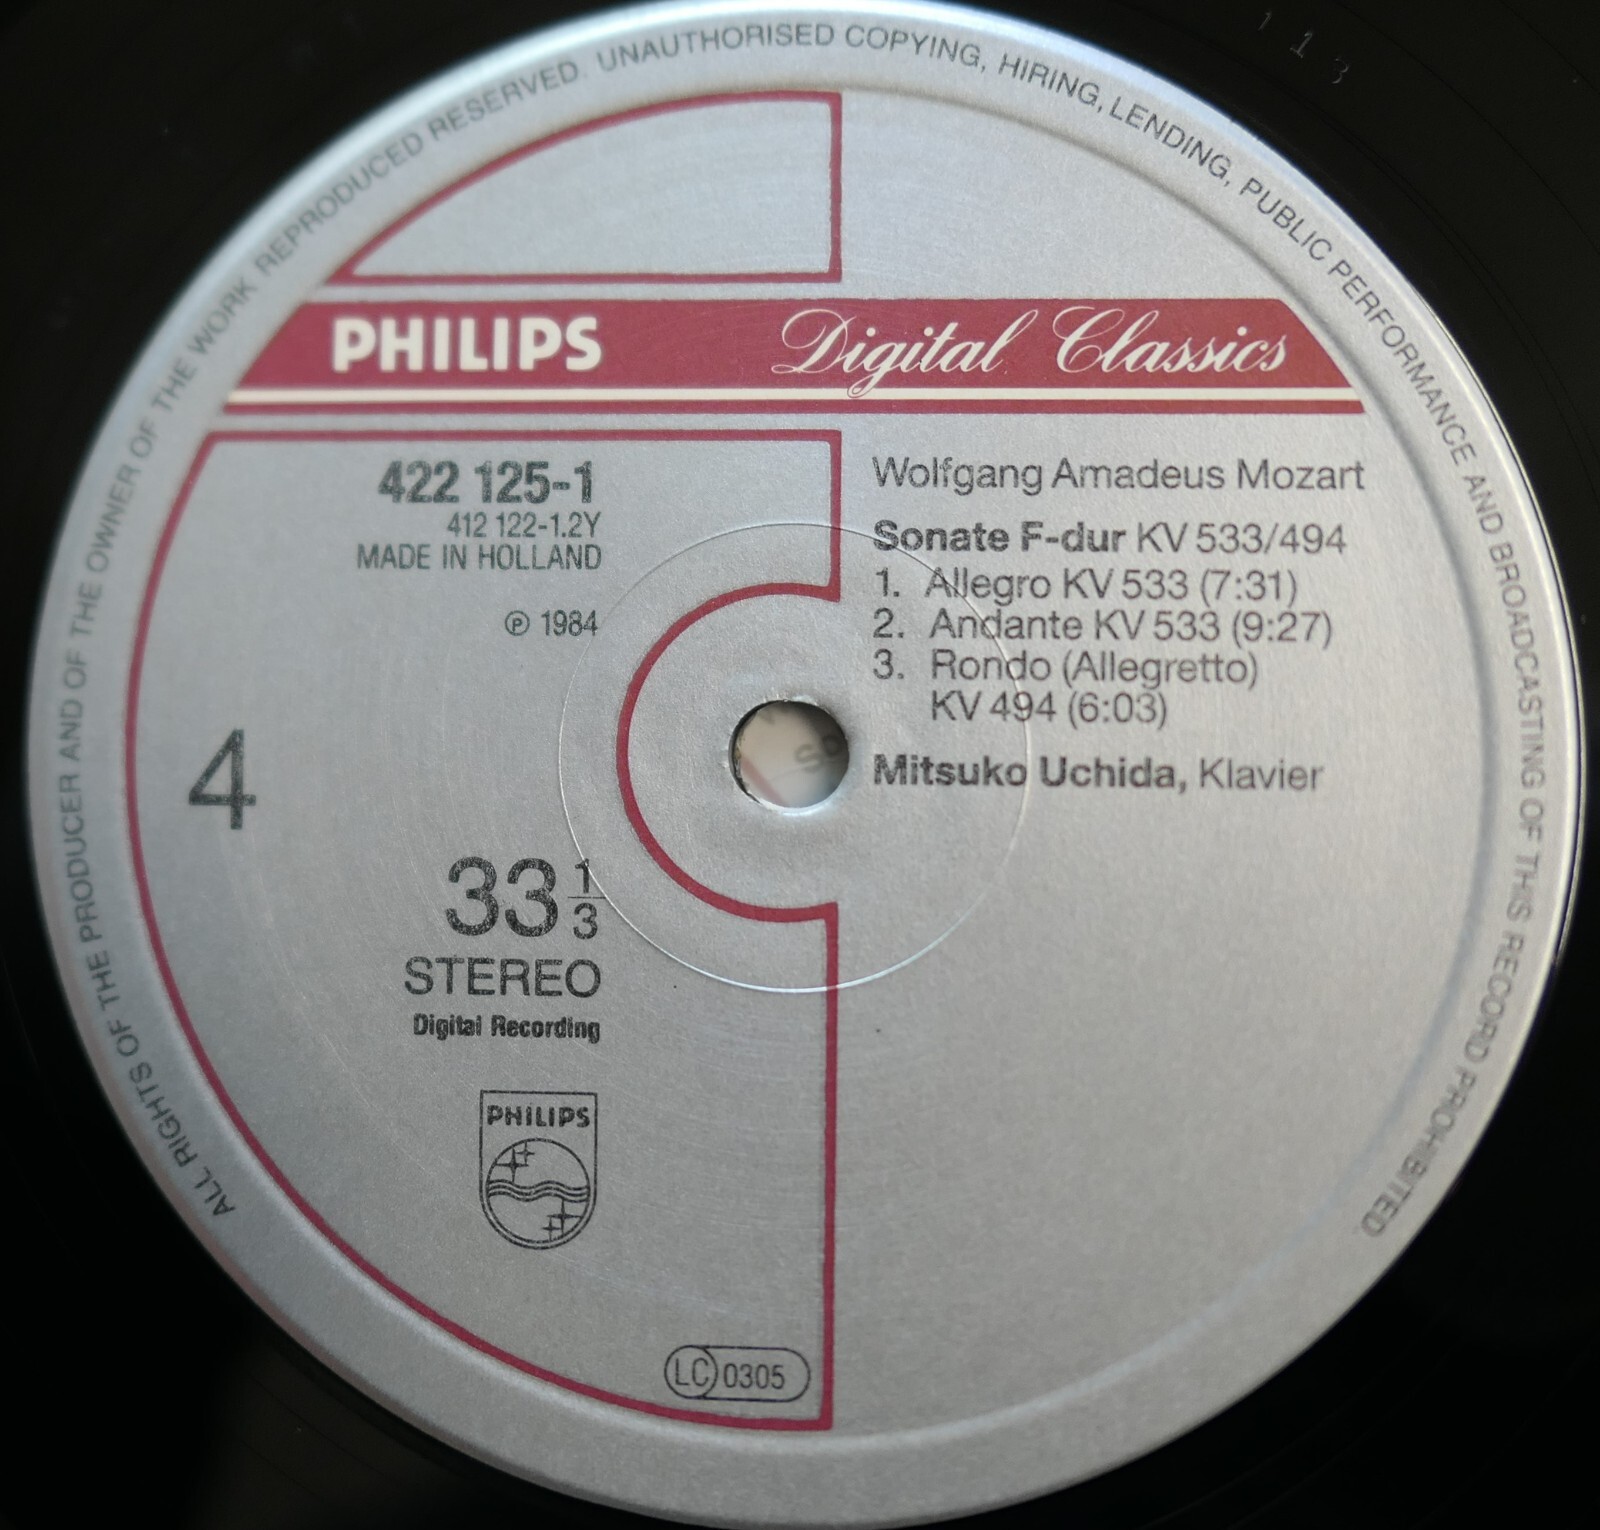 ALL RIGHTS OF THE PRODUCER AND OF THE OWNER OF THE WORK REPRODUCED RESERVED. UNAUTHORISED COPYING, HIRING, LENDING, PUBLIC PERFORMANCE AND BROADCASTING OF THIS RECORD PROHIBITED.
PHILIPS Digital Classics
422 125-1
412 122-1.2Y
MADE IN HOLLAND
℗ 1984
4
33 1/3
STEREO
Digital Recording
PHILIPS
LC 0305
Wolfgang Amadeus Mozart
Sonate F-dur KV 533/494
1. Allegro KV 533 (7:31)
2. Andante KV 533 (9:27)
3. Rondo (Allegretto)
KV 494 (6:03)
Mitsuko Uchida, Klavier